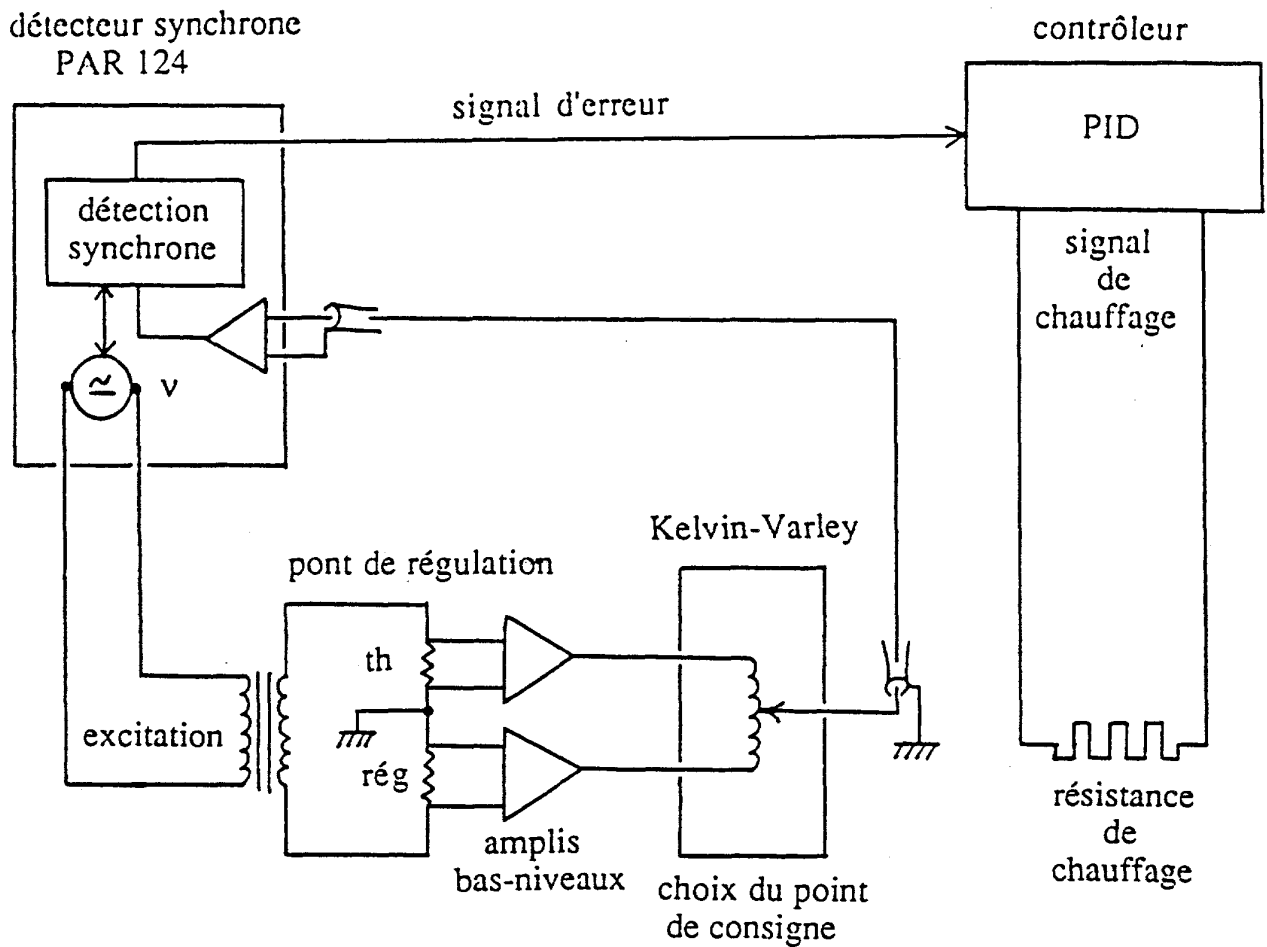 détecteur synchrone
PAR 124
contrôleur
signal d'erreur
PID
détection
synchrone
signal
de
chauffage
ν
Kelvin-Varley
pont de régulation
th
excitation
rég
amplis
bas-niveaux
choix du point
de consigne
résistance
de
chauffage